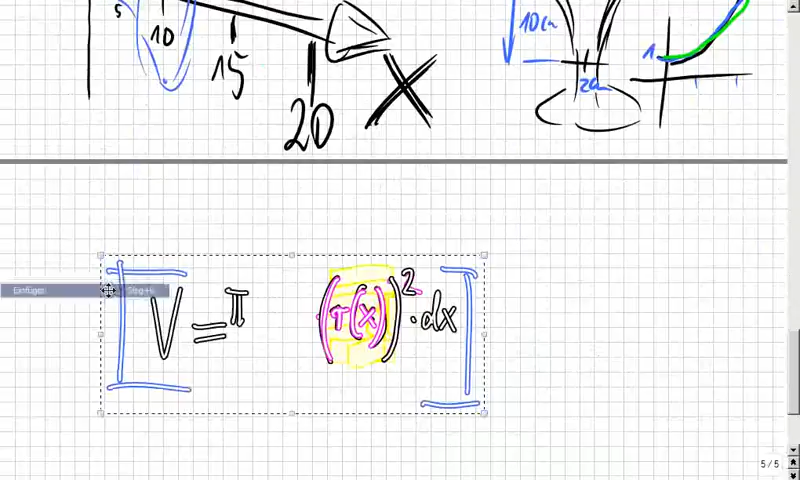 5 10 15 20 X
10cm
2cm
1
Einfügen Strg+V
V = π (r(x))² · dx
5/5